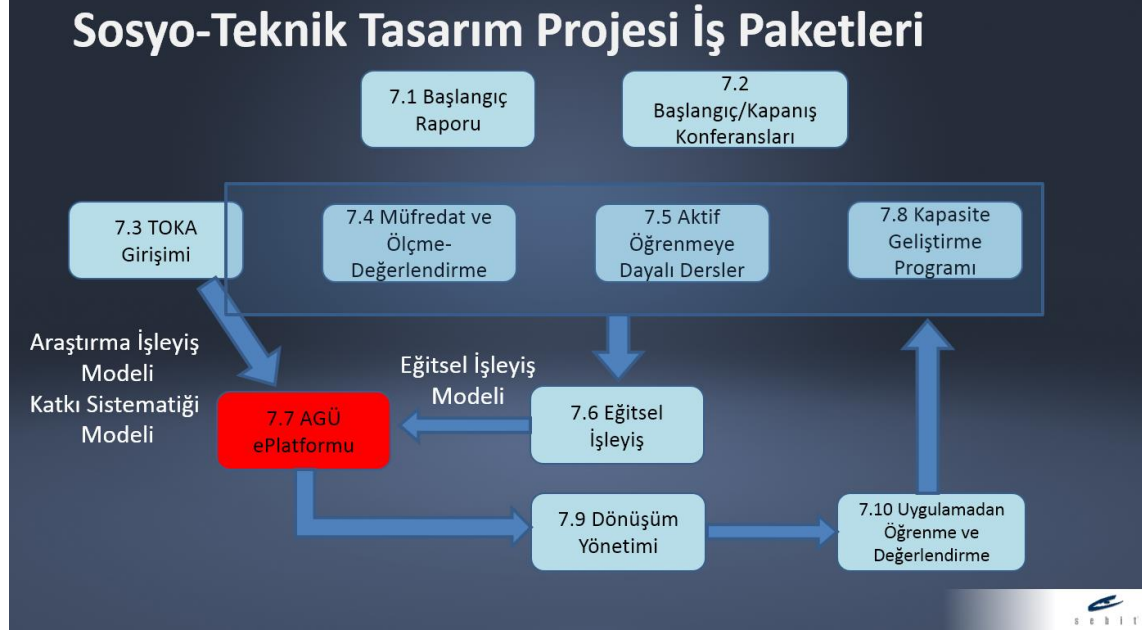 Sosyo-Teknik Tasarım Projesi İş Paketleri
7.1 Başlangıç
Raporu
7.2
Başlangıç/Kapanış
Konferansları
7.3 TOKA
Girişimi
7.4 Müfredat ve
Ölçme-
Değerlendirme
7.5 Aktif
Öğrenmeye
Dayalı Dersler
7.8 Kapasite
Geliştirme
Programı
Araştırma İşleyiş
Modeli
Katkı Sistematiği
Modeli
Eğitsel İşleyiş
Modeli
7.7 AGÜ
ePlatformu
7.6 Eğitsel
İşleyiş
7.9 Dönüşüm
Yönetimi
7.10 Uygulamadan
Öğrenme ve
Değerlendirme
sebit